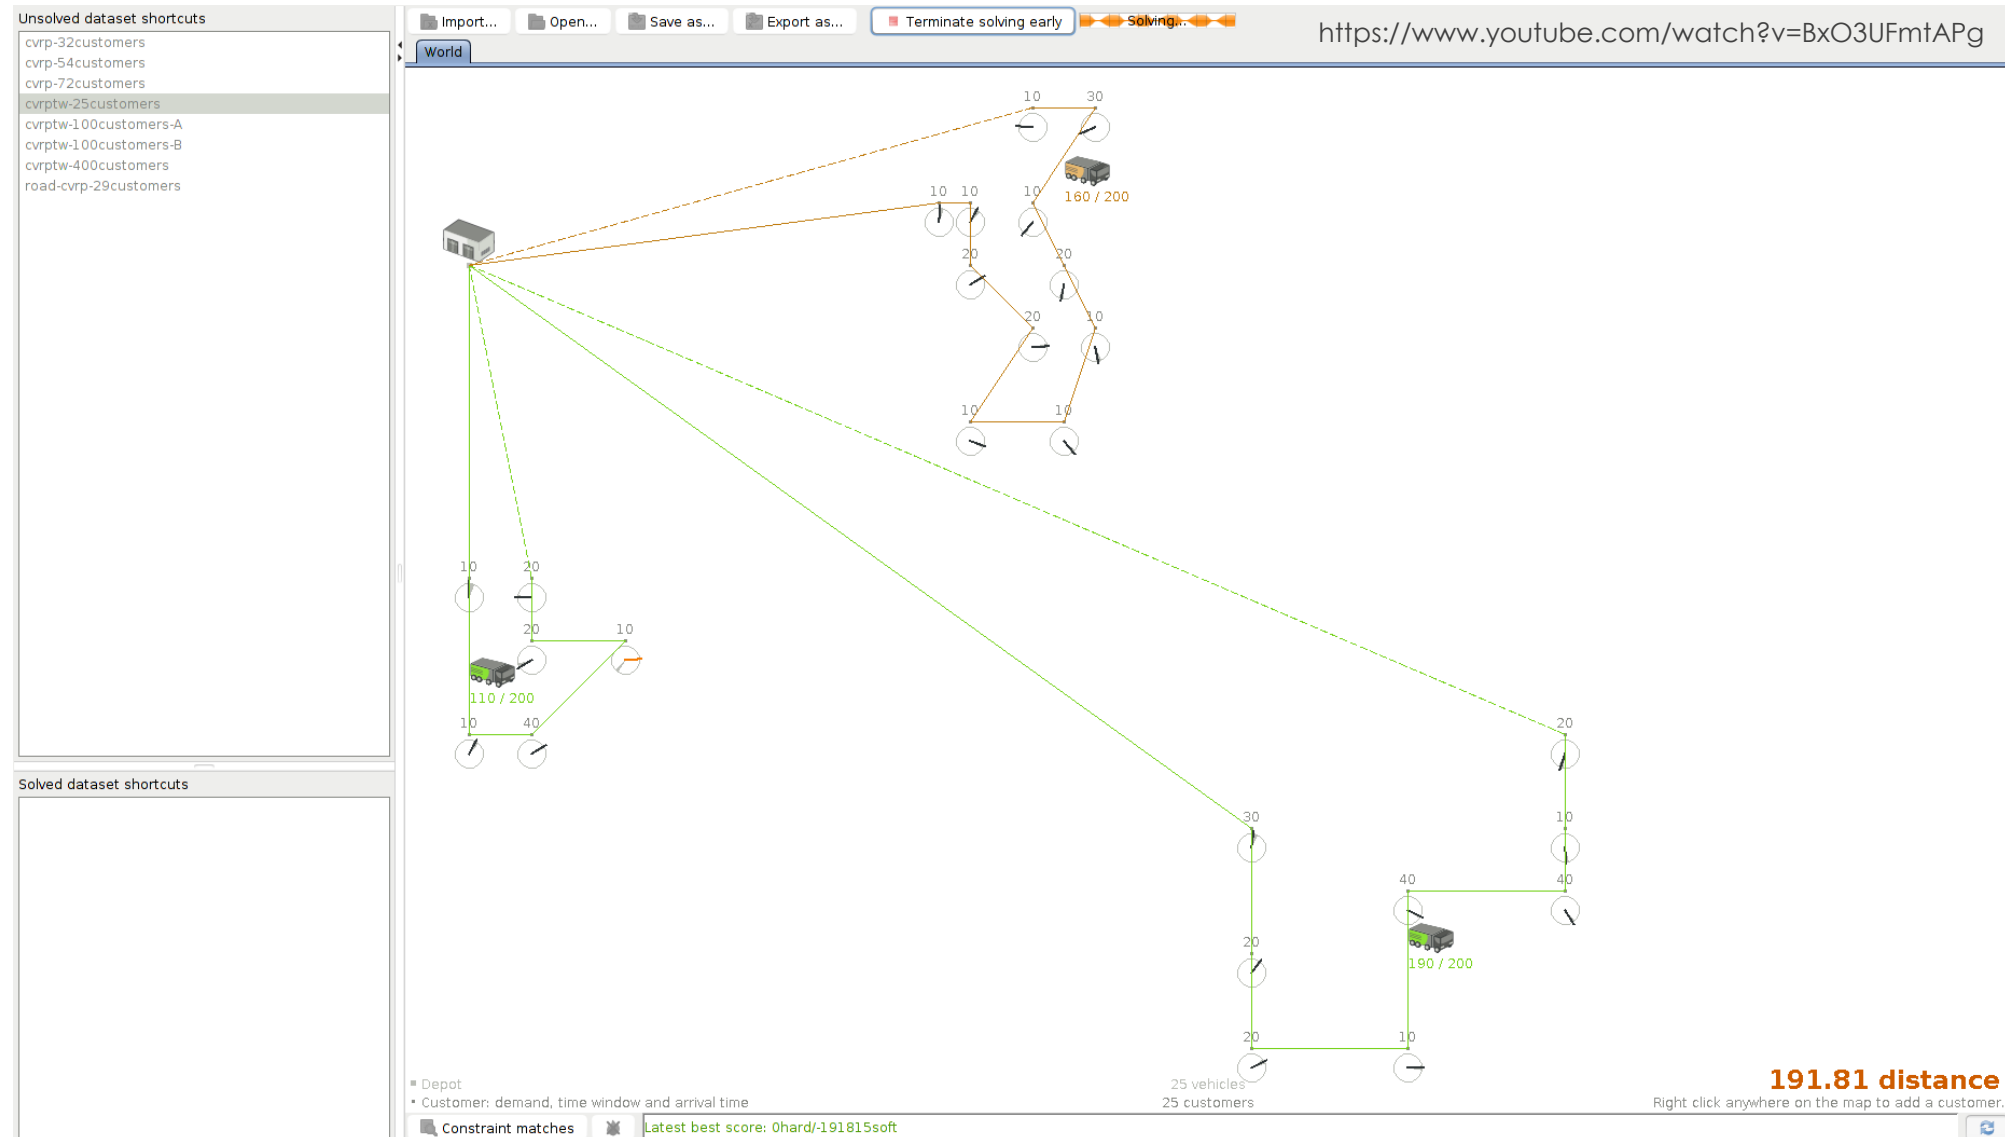 Unsolved dataset shortcuts
cvrp-32customers
cvrp-54customers
cvrp-72customers
cvrptw-25customers
cvrptw-100customers-A
cvrptw-100customers-B
cvrptw-400customers
road-cvrp-29customers
Solved dataset shortcuts
Import... Open... Save as... Export as... Terminate solving early Solving...
https://www.youtube.com/watch?v=BxO3UFmtAPg
World
10 30
10 10 10
160 / 200
20 20
20 10
10 10
10 20
20 10
110 / 200
10 40
20
30 10
40 40
20
190 / 200
20 10
Depot 25 vehicles
191.81 distance
Customer: demand, time window and arrival time 25 customers Right click anywhere on the map to add a customer.
Constraint matches Latest best score: 0hard/-191815soft